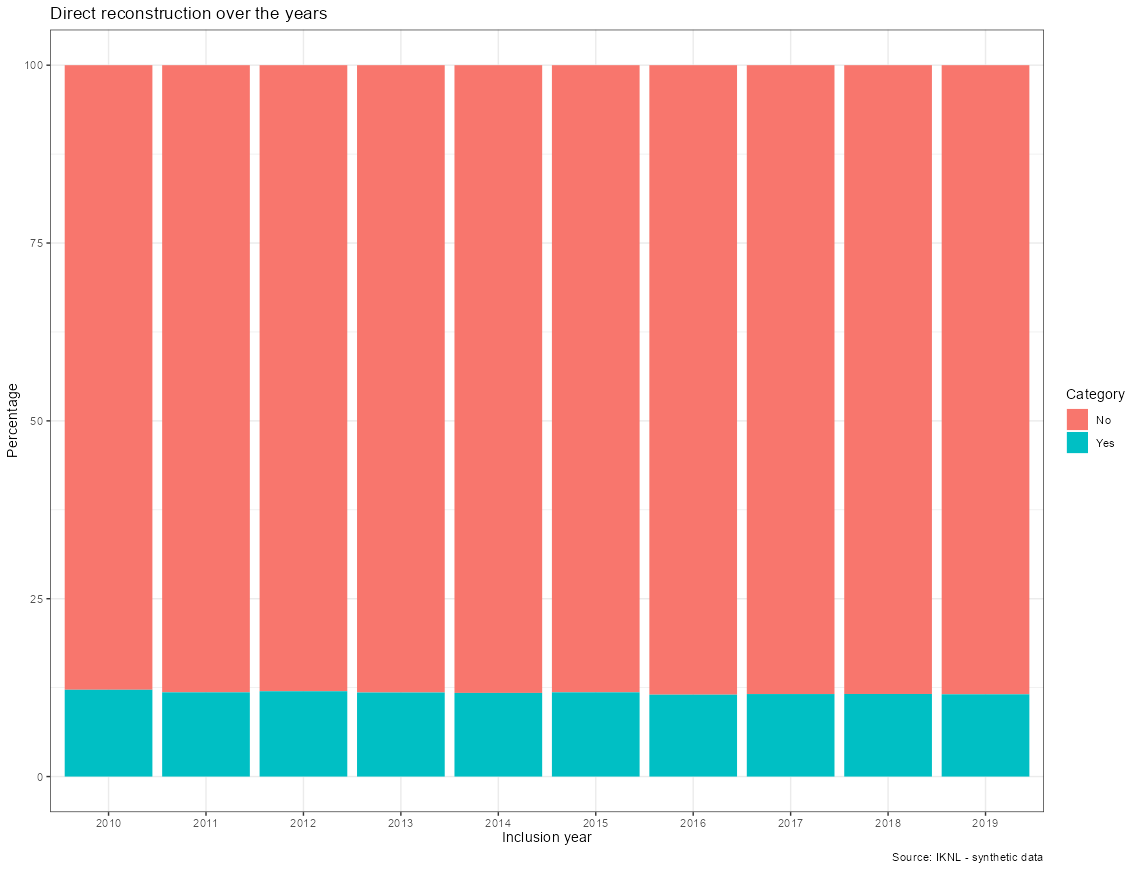 Direct reconstruction over the years
Percentage
100
75
50
25
0
2010 2011 2012 2013 2014 2015 2016 2017 2018 2019
Inclusion year
Category
No
Yes
Source: IKNL - synthetic data